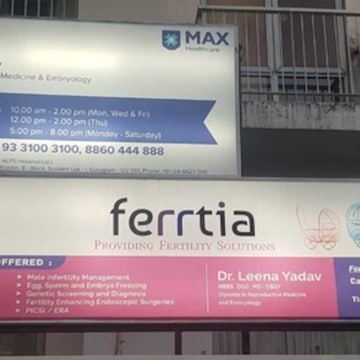 MAX
Healthcare
Medicine & Embryology
10.00 am - 2.00 pm (Mon, Wed & Fri)
12.00 pm - 2.00 pm (Thu)
5.00 pm - 8.00 pm (Monday - Saturday)
93 3100 3100, 8860 444 888
ferrtia
PROVIDING FERTILITY SOLUTIONS
OFFERED :
Male Infertility Management
Egg, Sperm and Embryo Freezing
Genetic Screening and Diagnosis
Fertility Enhancing Endoscopic Surgeries
PICSI / ERA
Dr. Leena Yadav
MBBS, DGO, MD - OBGY
Diploma in Reproductive Medicine
and Embryology